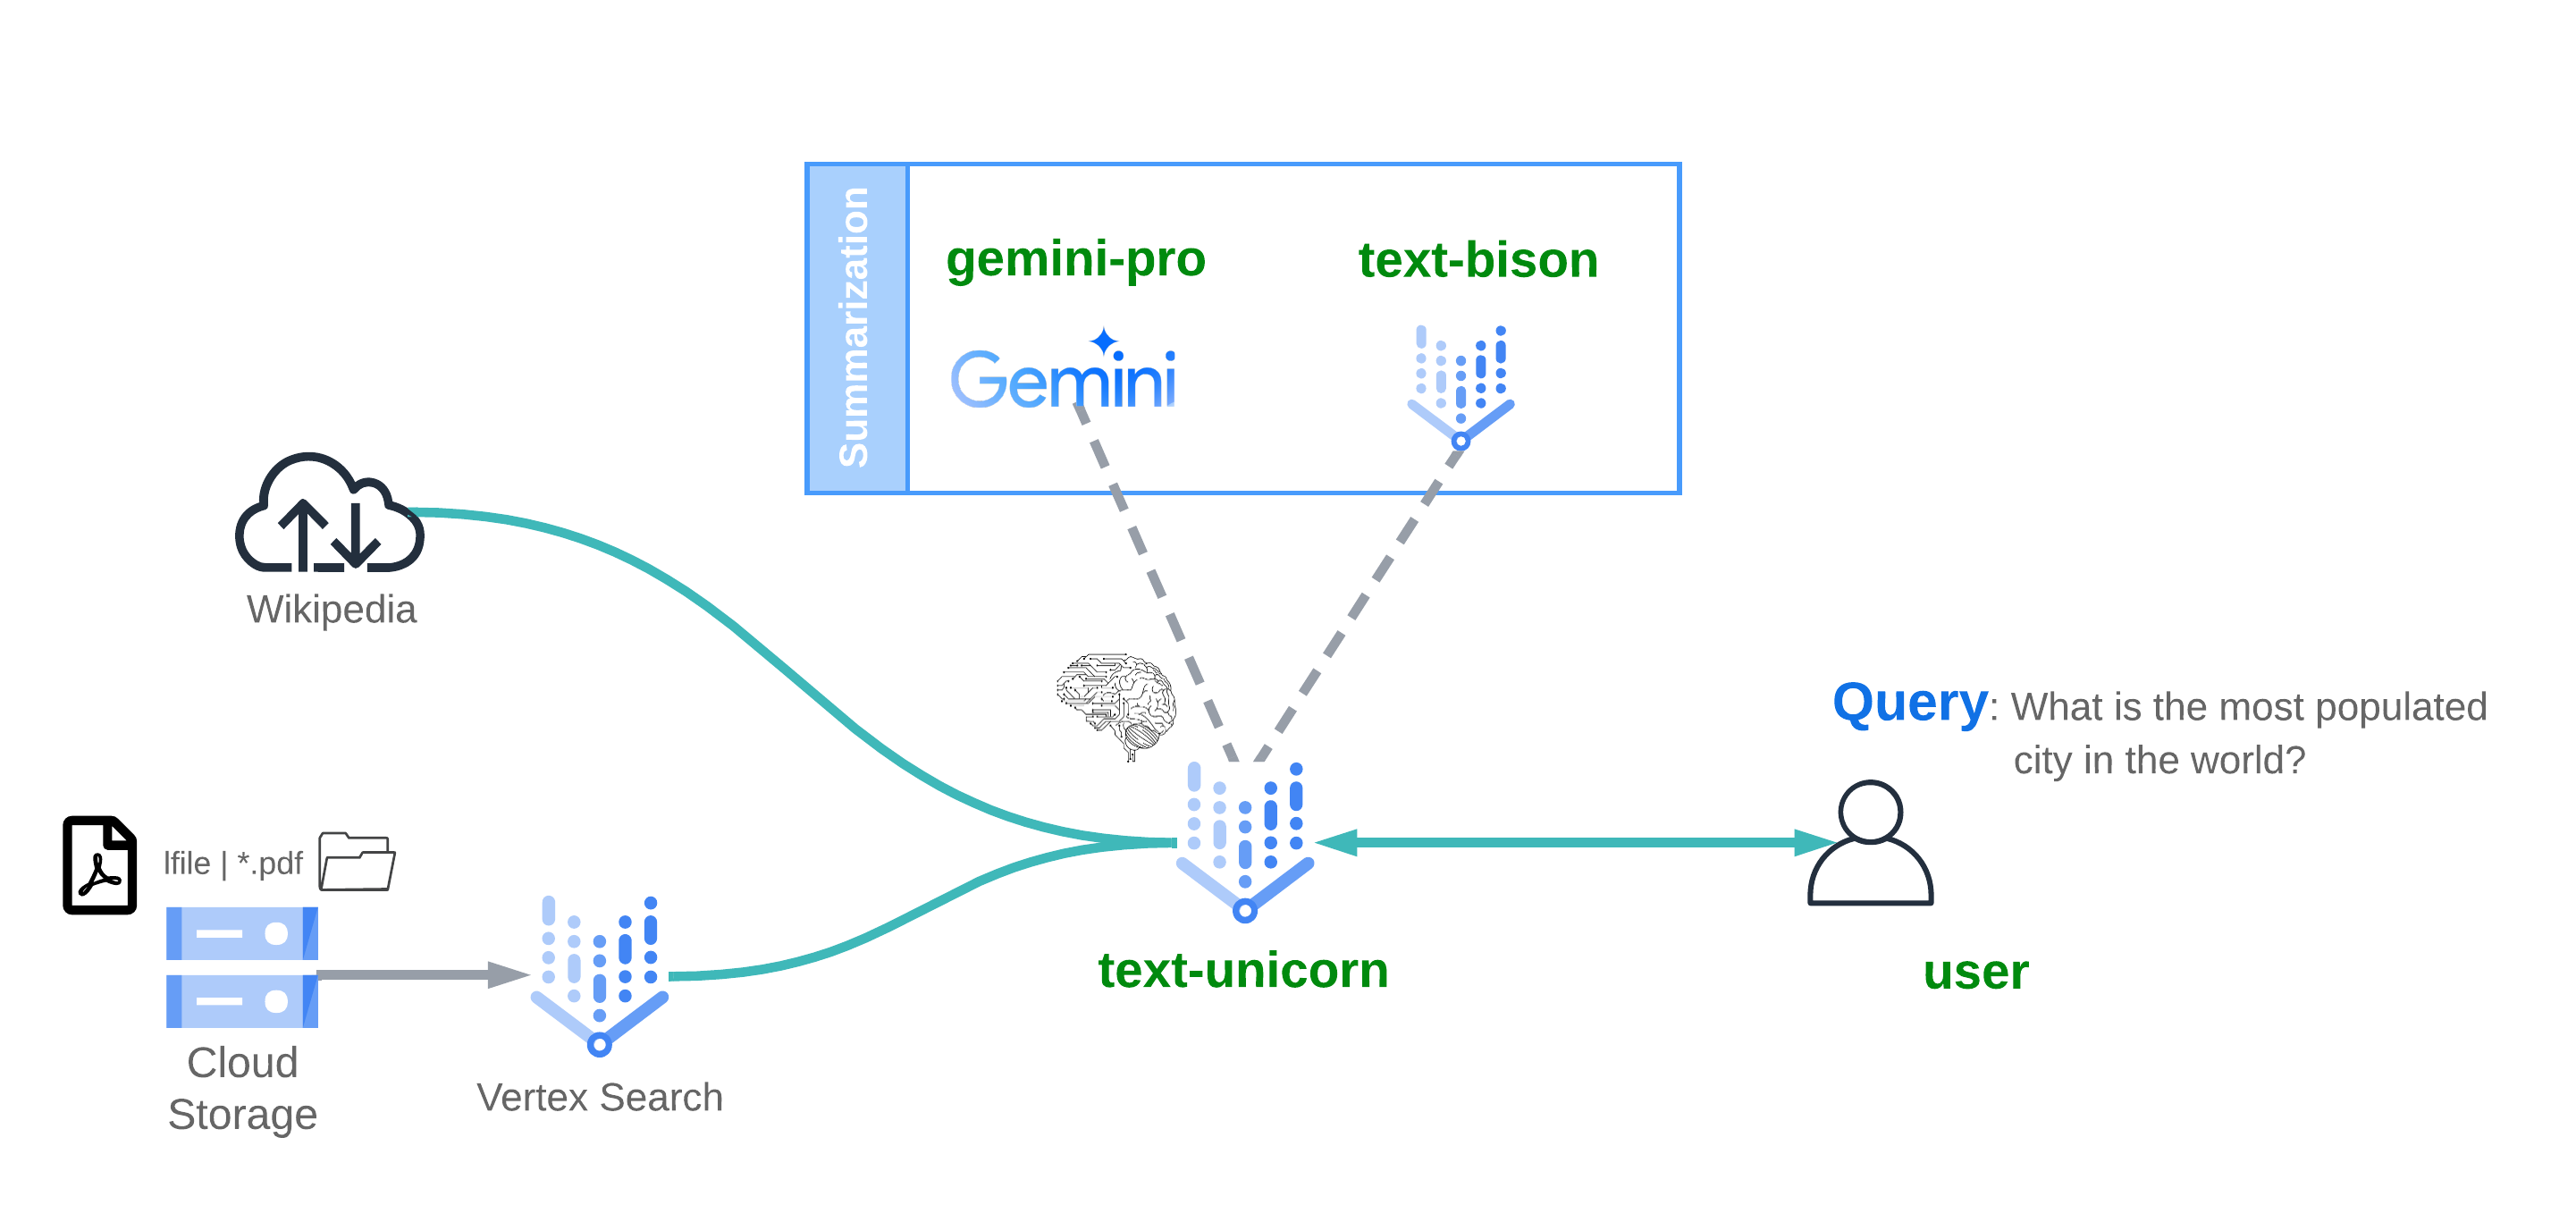 Summarization
gemini-pro
text-bison
Gemini
Wikipedia
Query: What is the most populated
city in the world?
lfile | *.pdf
text-unicorn
user
Cloud
Storage
Vertex Search